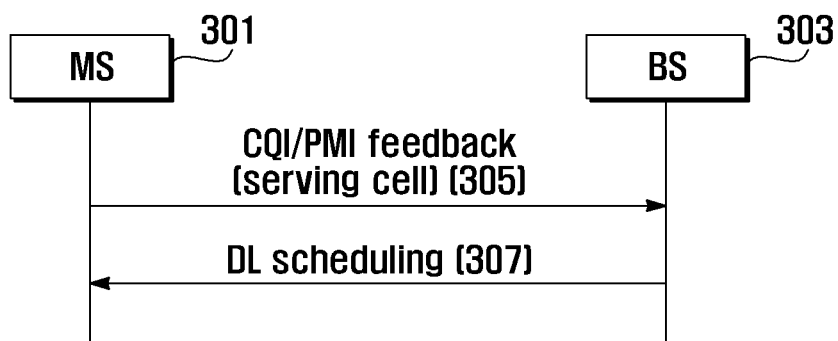 301
303
MS
BS
CQI/PMI feedback
(serving cell) (305)
DL scheduling (307)